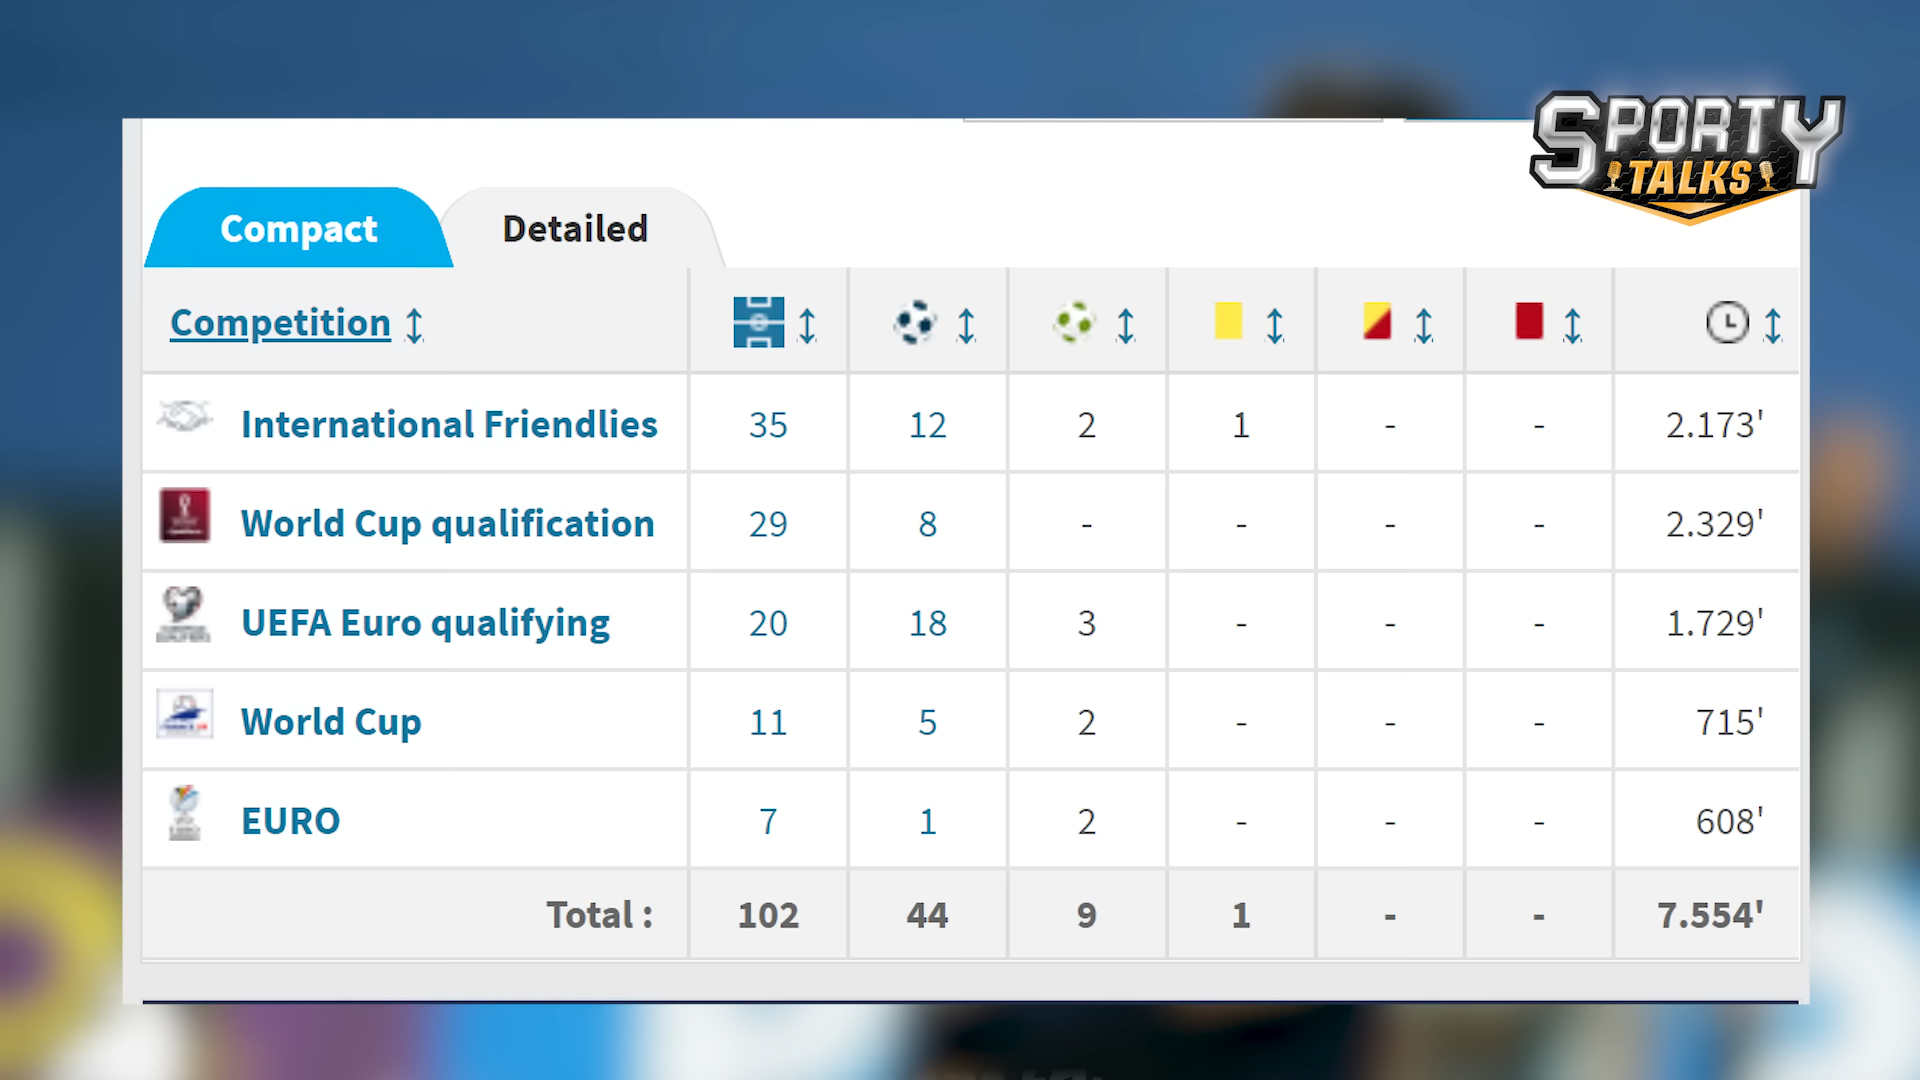 SPORTY
TALKS
Compact Detailed
Competition
International Friendlies 35 12 2 1 - - 2.173'
World Cup qualification 29 8 - - - - 2.329'
UEFA Euro qualifying 20 18 3 - - - 1.729'
World Cup 11 5 2 - - - 715'
EURO 7 1 2 - - - 608'
Total : 102 44 9 1 - - 7.554'